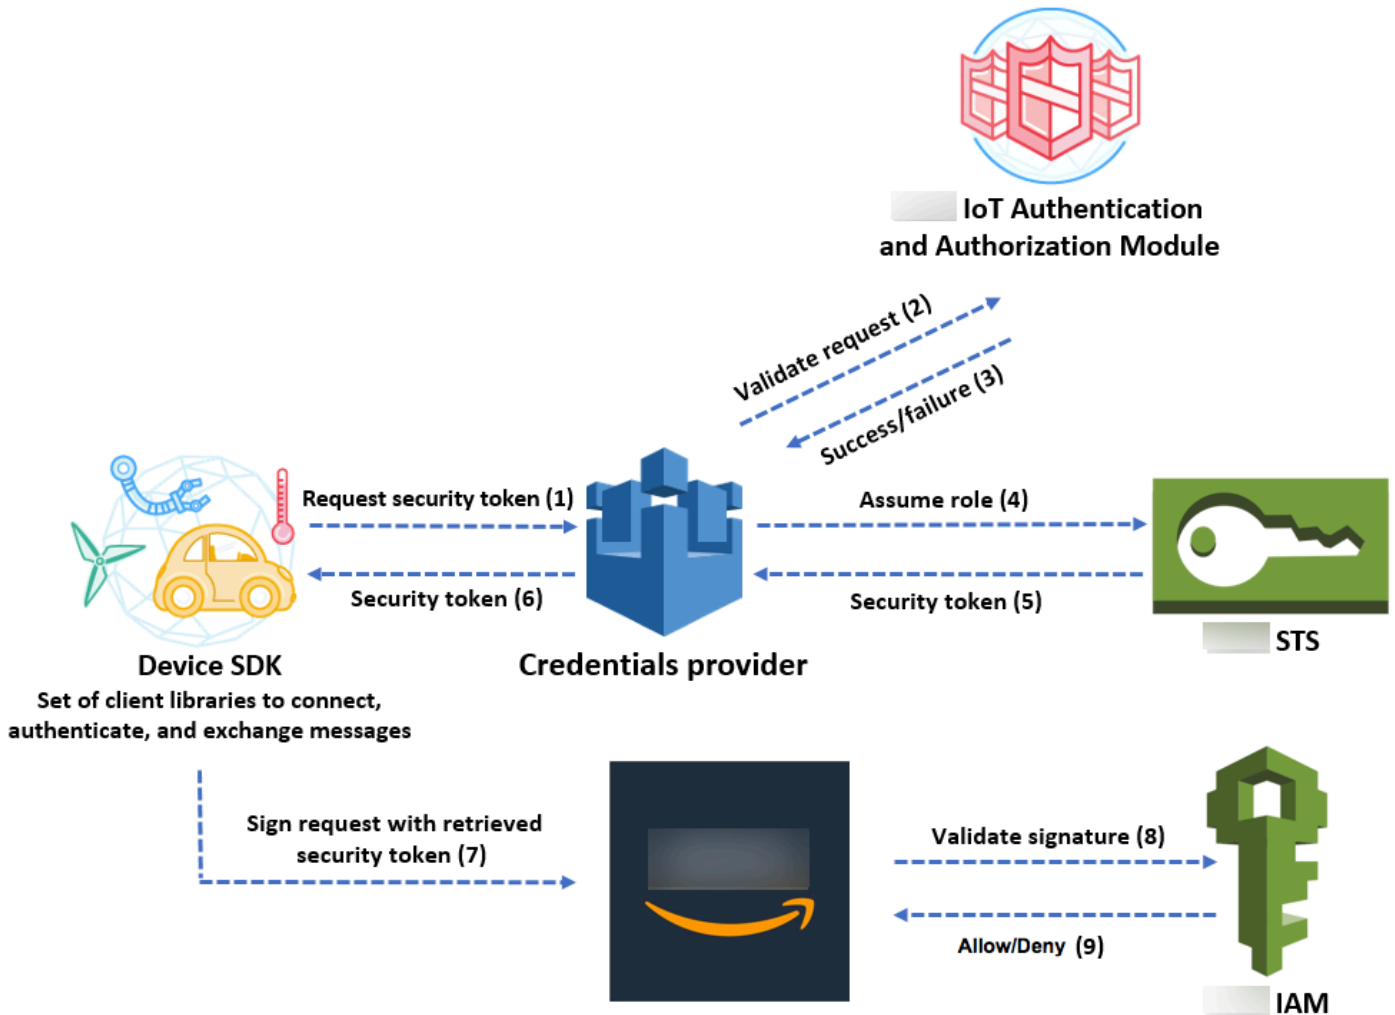 IoT Authentication
and Authorization Module
Validate request (2)
Success/failure (3)
Request security token (1)
Assume role (4)
Security token (6)
Security token (5)
STS
Device SDK
Credentials provider
Set of client libraries to connect,
authenticate, and exchange messages
Sign request with retrieved
security token (7)
Validate signature (8)
Allow/Deny (9)
IAM